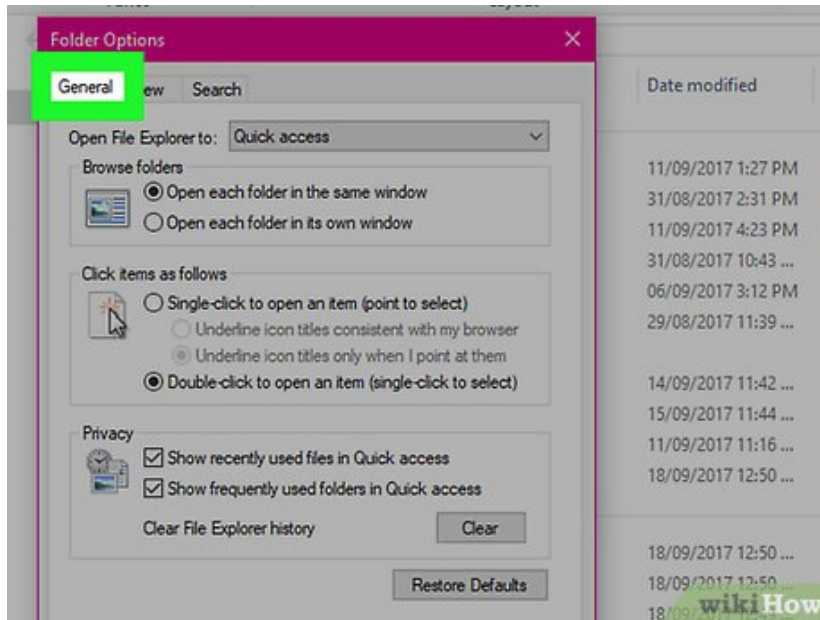 Folder Options
General
Search
Date modified
Open File Explorer to: Quick access
Browse folders
Open each folder in the same window
Open each folder in its own window
Click items as follows
Single-click to open an item (point to select)
Underline icon titles consistent with my browser
Underline icon titles only when I point at them
Double-click to open an item (single-click to select)
Privacy
Show recently used files in Quick access
Show frequently used folders in Quick access
Clear File Explorer history
Clear
Restore Defaults
11/09/2017 1:27 PM
31/08/2017 2:31 PM
11/09/2017 4:23 PM
31/08/2017 10:43 ...
06/09/2017 3:12 PM
29/08/2017 11:39 ...
14/09/2017 11:42 ...
15/09/2017 11:44 ...
11/09/2017 11:16 ...
18/09/2017 12:50 ...
18/09/2017 12:50 ...
18/09/2017 12:50 ...
wikiHow